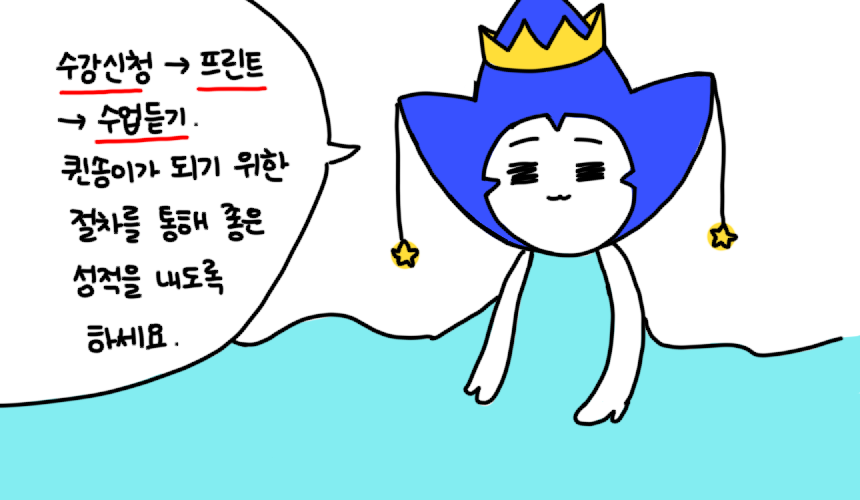 수강신청 → 프린트
→ 수업듣기.
퀸송이가 되기 위한
절차를 통해 좋은
성적을 내도록
하세요.